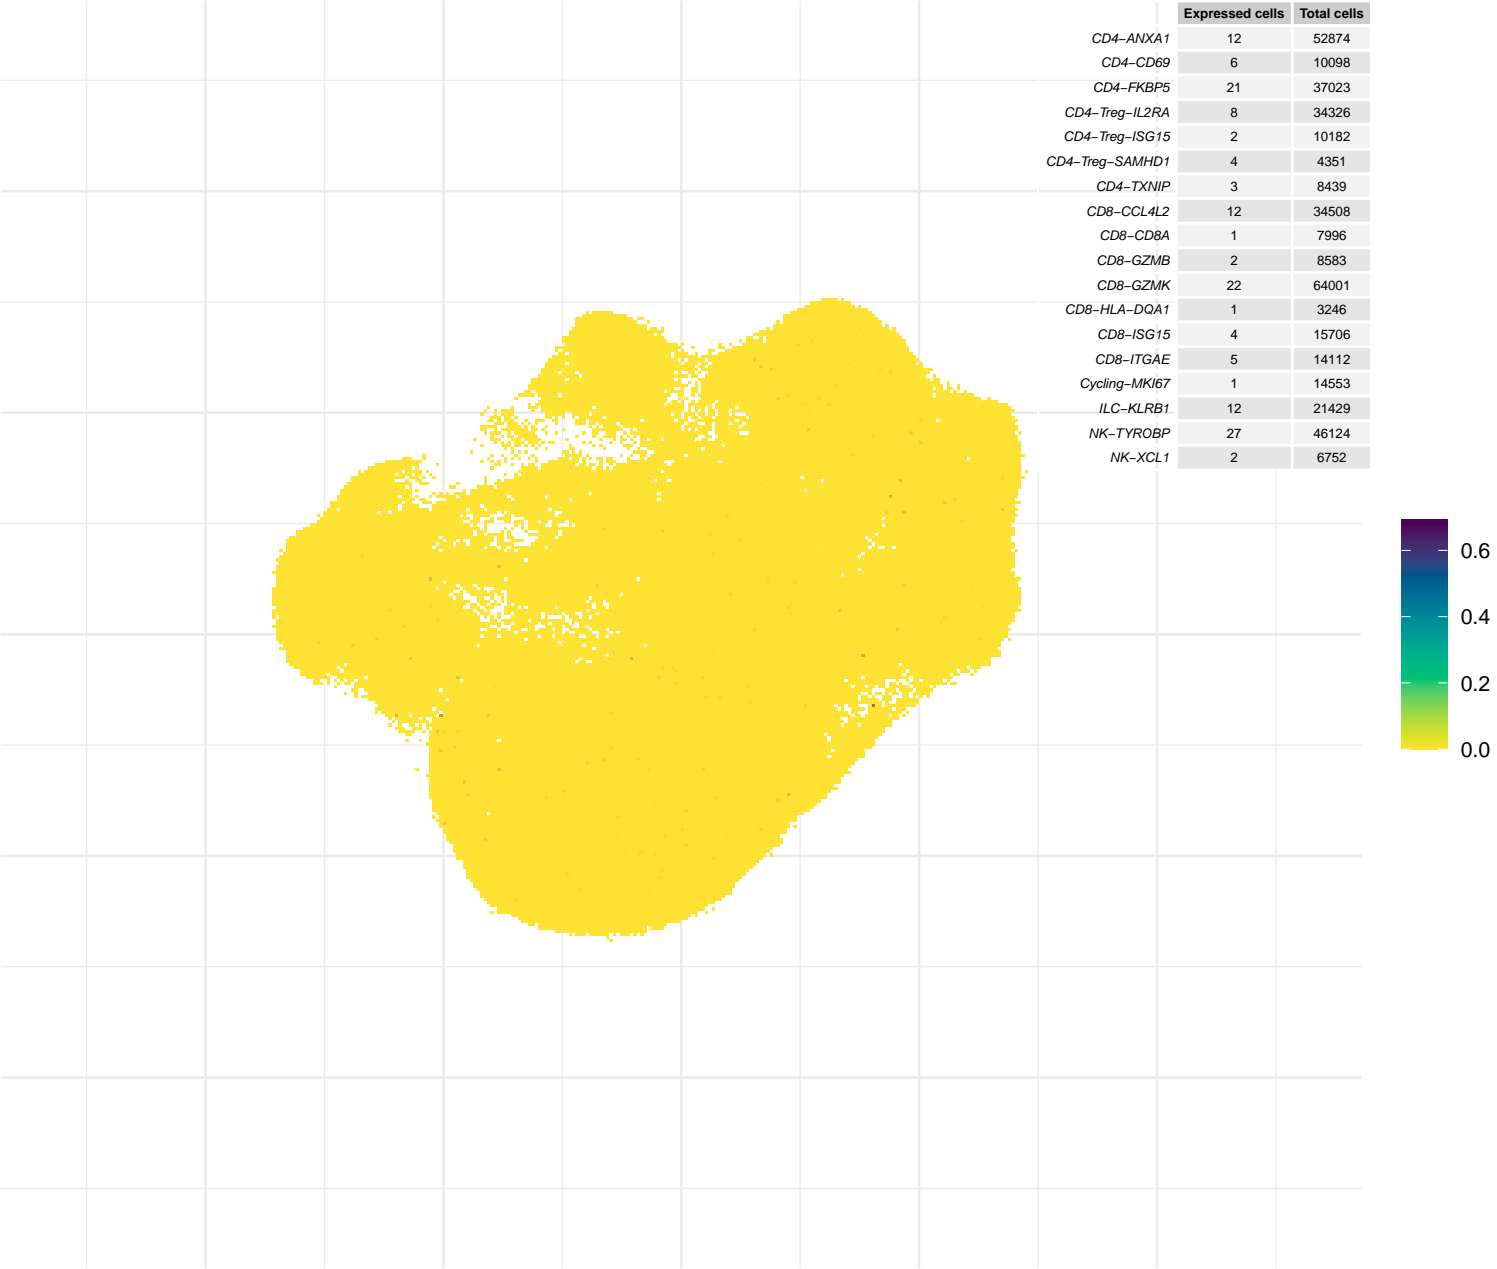 Expressed cells Total cells
CD4−ANXA1 12 52874
CD4−CD69 6 10098
CD4−FKBP5 21 37023
CD4−Treg−IL2RA 8 34326
CD4−Treg−ISG15 2 10182
CD4−Treg−SAMHD1 4 4351
CD4−TXNIP 3 8439
CD8−CCL4L2 12 34508
CD8−CD8A 1 7996
CD8−GZMB 2 8583
CD8−GZMK 22 64001
CD8−HLA−DQA1 1 3246
CD8−ISG15 4 15706
CD8−ITGAE 5 14112
Cycling−MKI67 1 14553
ILC−KLRB1 12 21429
NK−TYROBP 27 46124
NK−XCL1 2 6752
0.6
0.4
0.2
0.0